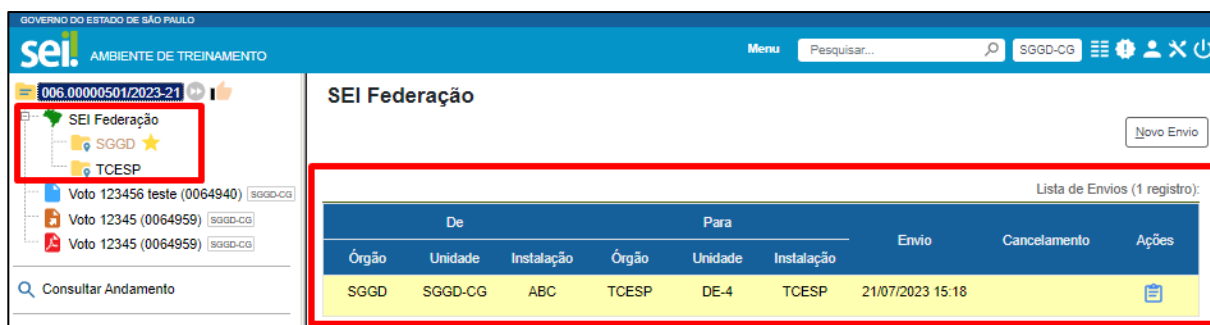 GOVERNO DO ESTADO DE SÃO PAULO
sei! AMBIENTE DE TREINAMENTO
Menu Pesquisar... SGGD-CG
006.00000501/2023-21
SEI Federação
SGGD
TCESP
Voto 123456 teste (0064940) SGGD-CG
Voto 12345 (0064959) SGGD-CG
Voto 12345 (0064959) SGGD-CG
Consultar Andamento
SEI Federação
Novo Envio
Lista de Envios (1 registro):
De Para Envio Cancelamento Ações
Órgão Unidade Instalação Órgão Unidade Instalação
SGGD SGGD-CG ABC TCESP DE-4 TCESP 21/07/2023 15:18